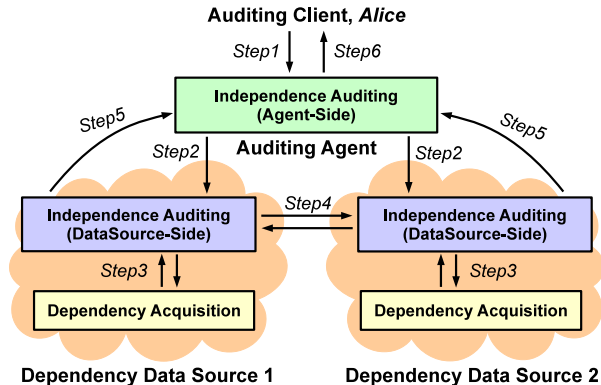 Auditing Client, Alice
Step1
Step6
Independence Auditing
(Agent-Side)
Step5
Step5
Step2
Auditing Agent
Step2
Independence Auditing
(DataSource-Side)
Step4
Independence Auditing
(DataSource-Side)
Step3
Step3
Dependency Acquisition
Dependency Acquisition
Dependency Data Source 1
Dependency Data Source 2